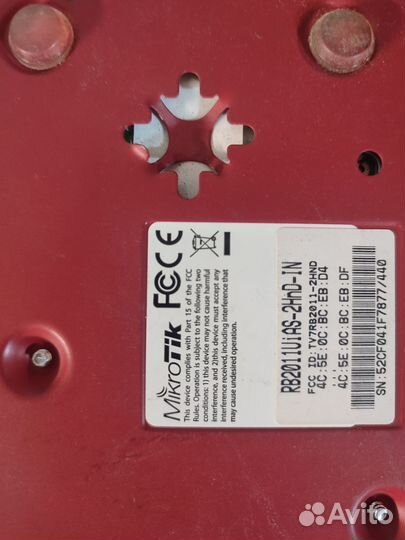 MikroTik FCC CE
This device complies with Part 15 of the FCC
Rules. Operation is subject to the following two
conditions: 1) this device may not cause harmful
interference, and 2)this device must accept any
interference received, including interference that
may cause undesired operation.
RB2011UiAS-2HnD-IN
FCC ID:TV7RB2011-2HND
4C:5E:0C:BC:EB:D4
...
4C:5E:0C:BC:EB:DF
SN:52CF041F7877/440
Avito